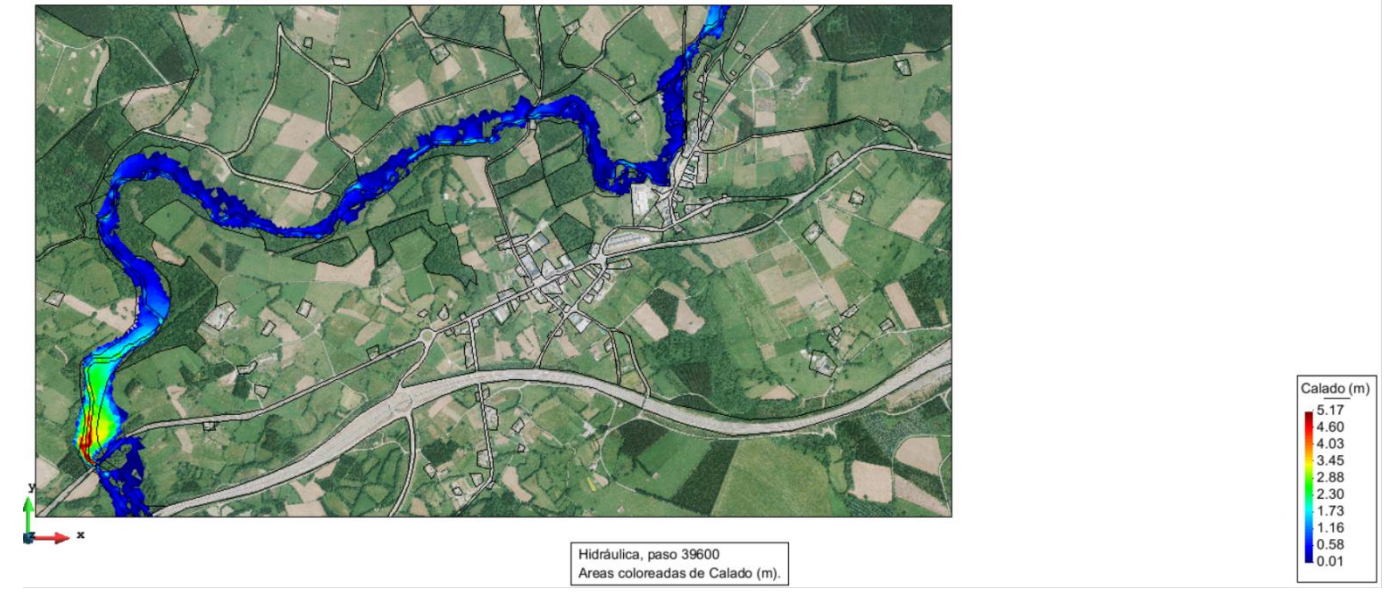 Calado (m)
5.17
4.60
4.03
3.45
2.88
2.30
1.73
1.16
0.58
0.01
y
z
x
Hidráulica, paso 39600
Areas coloreadas de Calado (m).